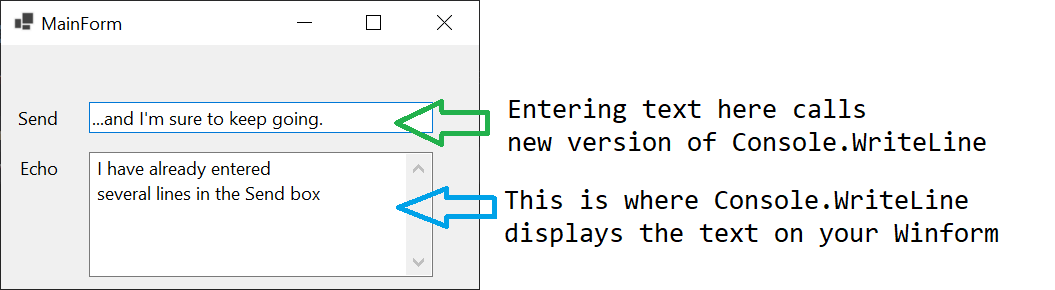 MainForm
Send
...and I'm sure to keep going.
Entering text here calls
new version of Console.WriteLine
Echo
I have already entered
several lines in the Send box
This is where Console.WriteLine
displays the text on your Winform